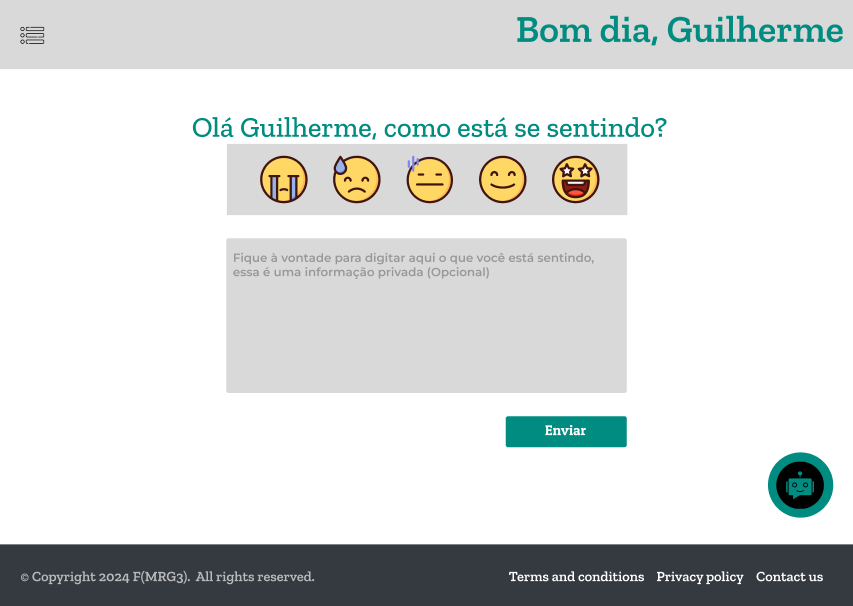 Bom dia, Guilherme
Olá Guilherme, como está se sentindo?
Fique à vontade para digitar aqui o que você está sentindo,
essa é uma informação privada (Opcional)
Enviar
© Copyright 2024 F(MRG3). All rights reserved.
Terms and conditions Privacy policy Contact us